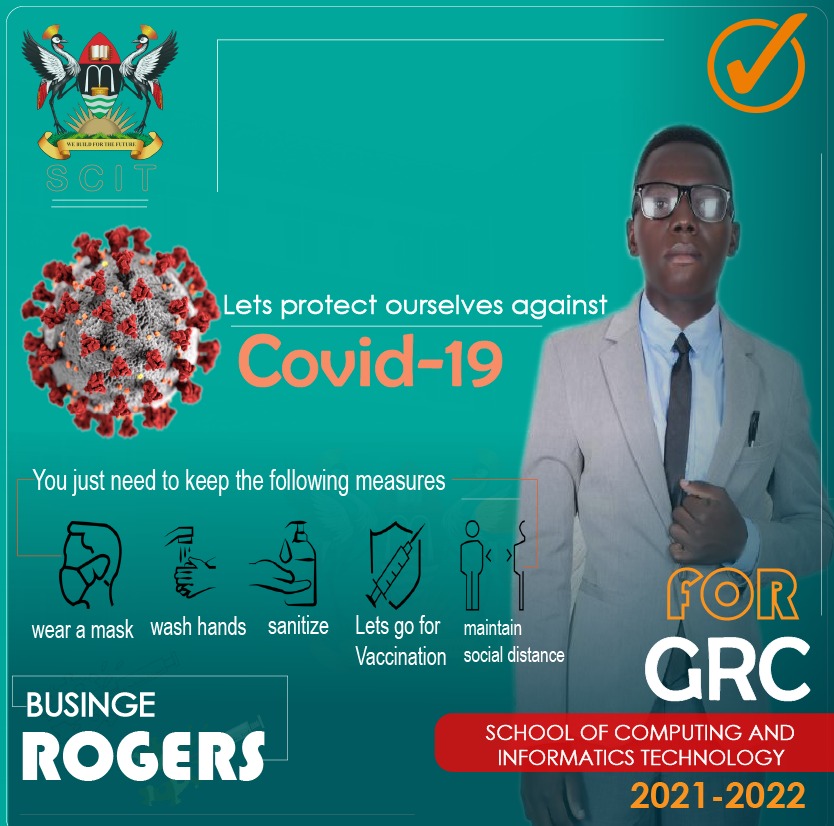 WE BUILD FOR THE FUTURE
SCIT
Lets protect ourselves against
Covid-19
You just need to keep the following measures
wear a mask
wash hands
sanitize
Lets go for
Vaccination
maintain
social distance
BUSINGE
ROGERS
FOR
GRC
SCHOOL OF COMPUTING AND
INFORMATICS TECHNOLOGY
2021-2022